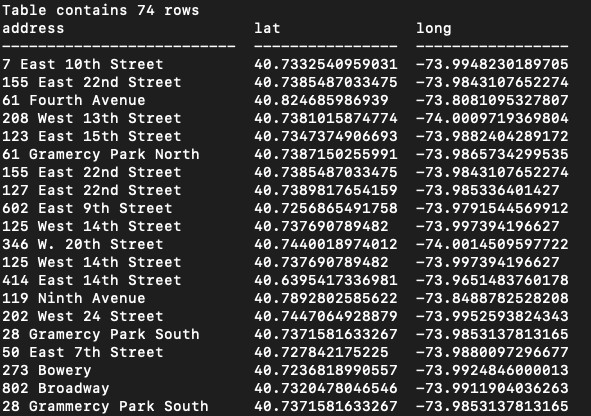 Table contains 74 rows
address lat long
-------------------------- ---------------- -----------------
7 East 10th Street 40.7332540959031 -73.9948230189705
155 East 22nd Street 40.7385487033475 -73.9843107652274
61 Fourth Avenue 40.824685986939 -73.8081095327807
208 West 13th Street 40.7381015874774 -74.0009719369804
123 East 15th Street 40.7347374906693 -73.9882404289172
61 Gramercy Park North 40.7387150255991 -73.9865734299535
155 East 22nd Street 40.7385487033475 -73.9843107652274
127 East 22nd Street 40.7389817654159 -73.985336401427
602 East 9th Street 40.7256865491758 -73.9791544569912
125 West 14th Street 40.737690789482 -73.997394196627
346 W. 20th Street 40.7440018974012 -74.0014509597722
125 West 14th Street 40.737690789482 -73.997394196627
414 East 14th Street 40.6395417336981 -73.9651483760178
119 Ninth Avenue 40.7892802585622 -73.8488782528208
202 West 24 Street 40.7447064928879 -73.9952593824343
28 Gramercy Park South 40.7371581633267 -73.9853137813165
50 East 7th Street 40.727842175225 -73.9880097296677
273 Bowery 40.7236818990557 -73.9924846000013
802 Broadway 40.7320478046546 -73.9911904036263
28 Grammercy Park South 40.7371581633267 -73.9853137813165